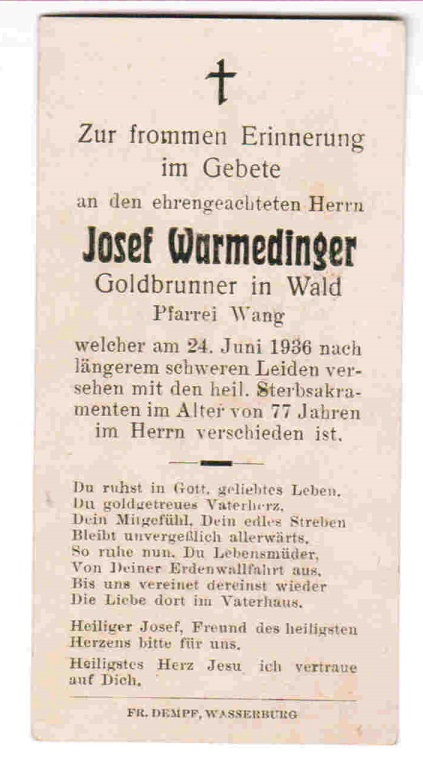 Zur frommen Erinnerung
im Gebete
an den ehrengeachteten Herrn
Josef Warmedinger
Goldbrunner in Wald
Pfarrei Wang
welcher am 24. Juni 1936 nach
längerem schweren Leiden ver-
sehen mit den heil. Sterbsakra-
menten im Alter von 77 Jahren
im Herrn verschieden ist.
Du ruhst in Gott, geliebtes Leben,
Du goldgetreues Vaterherz,
Dein Mitgefühl, Dein edles Streben
Bleibt unvergeßlich allerwärts.
So ruhe nun, Du Lebensmüder,
Von Deiner Erdenwallfahrt aus,
Bis uns vereinet dereinst wieder
Die Liebe dort im Vaterhaus.
Heiliger Josef, Freund des heiligsten
Herzens bitte für uns.
Heiligstes Herz Jesu ich vertraue
auf Dich.
FR. DEMPF, WASSERBURG